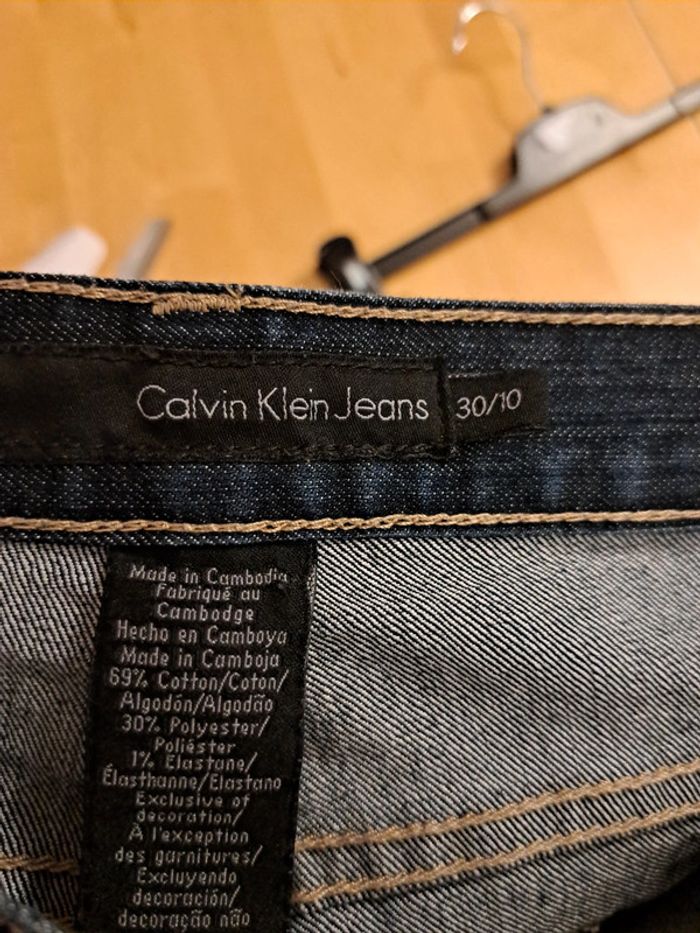 Calvin Klein Jeans 30/10
Made in Cambodia
Fabriqué au
Cambodge
Hecho en Camboya
Made in Camboja
69% Cotton/Coton/
Algodón/Algodão
30% Polyester/
Poliéster
1% Elastane/
Élasthanne/Elastano
Exclusive of
decoration/
À l'exception
des garnitures/
Excluyendo
decoración/
decoração não